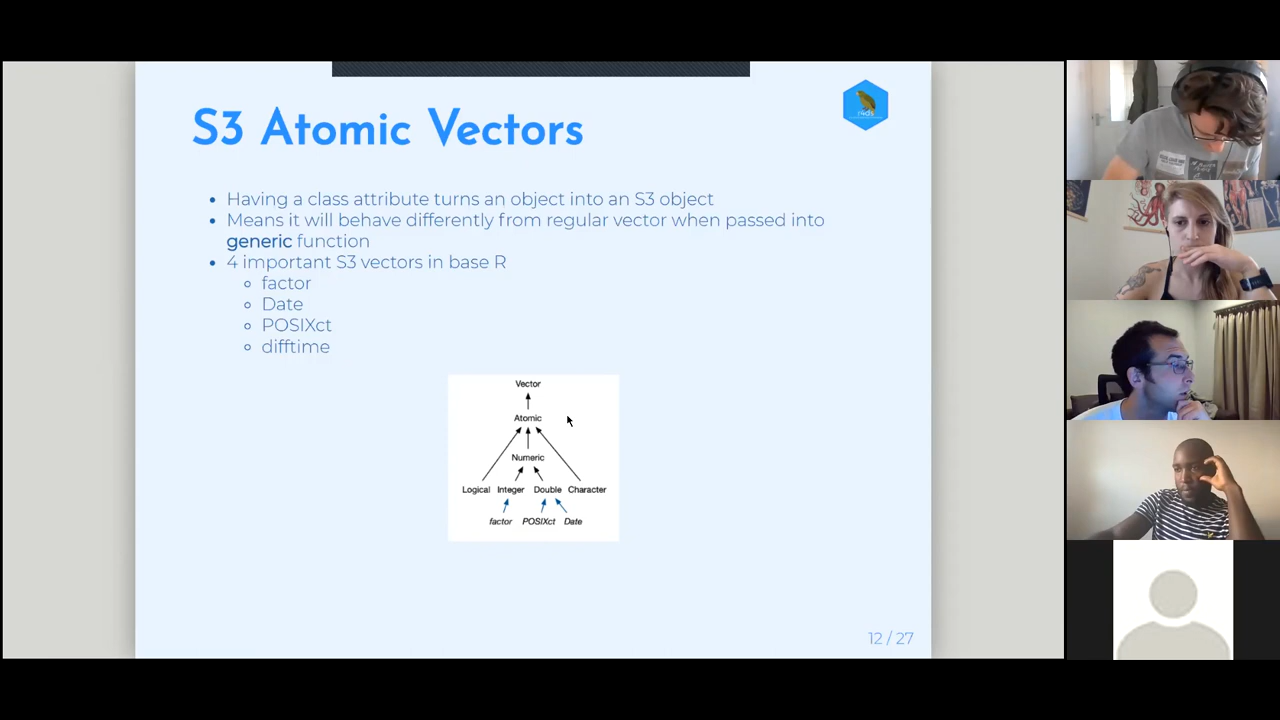 S3 Atomic Vectors
r4ds
• Having a class attribute turns an object into an S3 object
• Means it will behave differently from regular vector when passed into
generic function
• 4 important S3 vectors in base R
factor
Date
POSIXct
difftime
Vector
Atomic
Numeric
Logical Integer Double Character
factor POSIXct Date
12 / 27